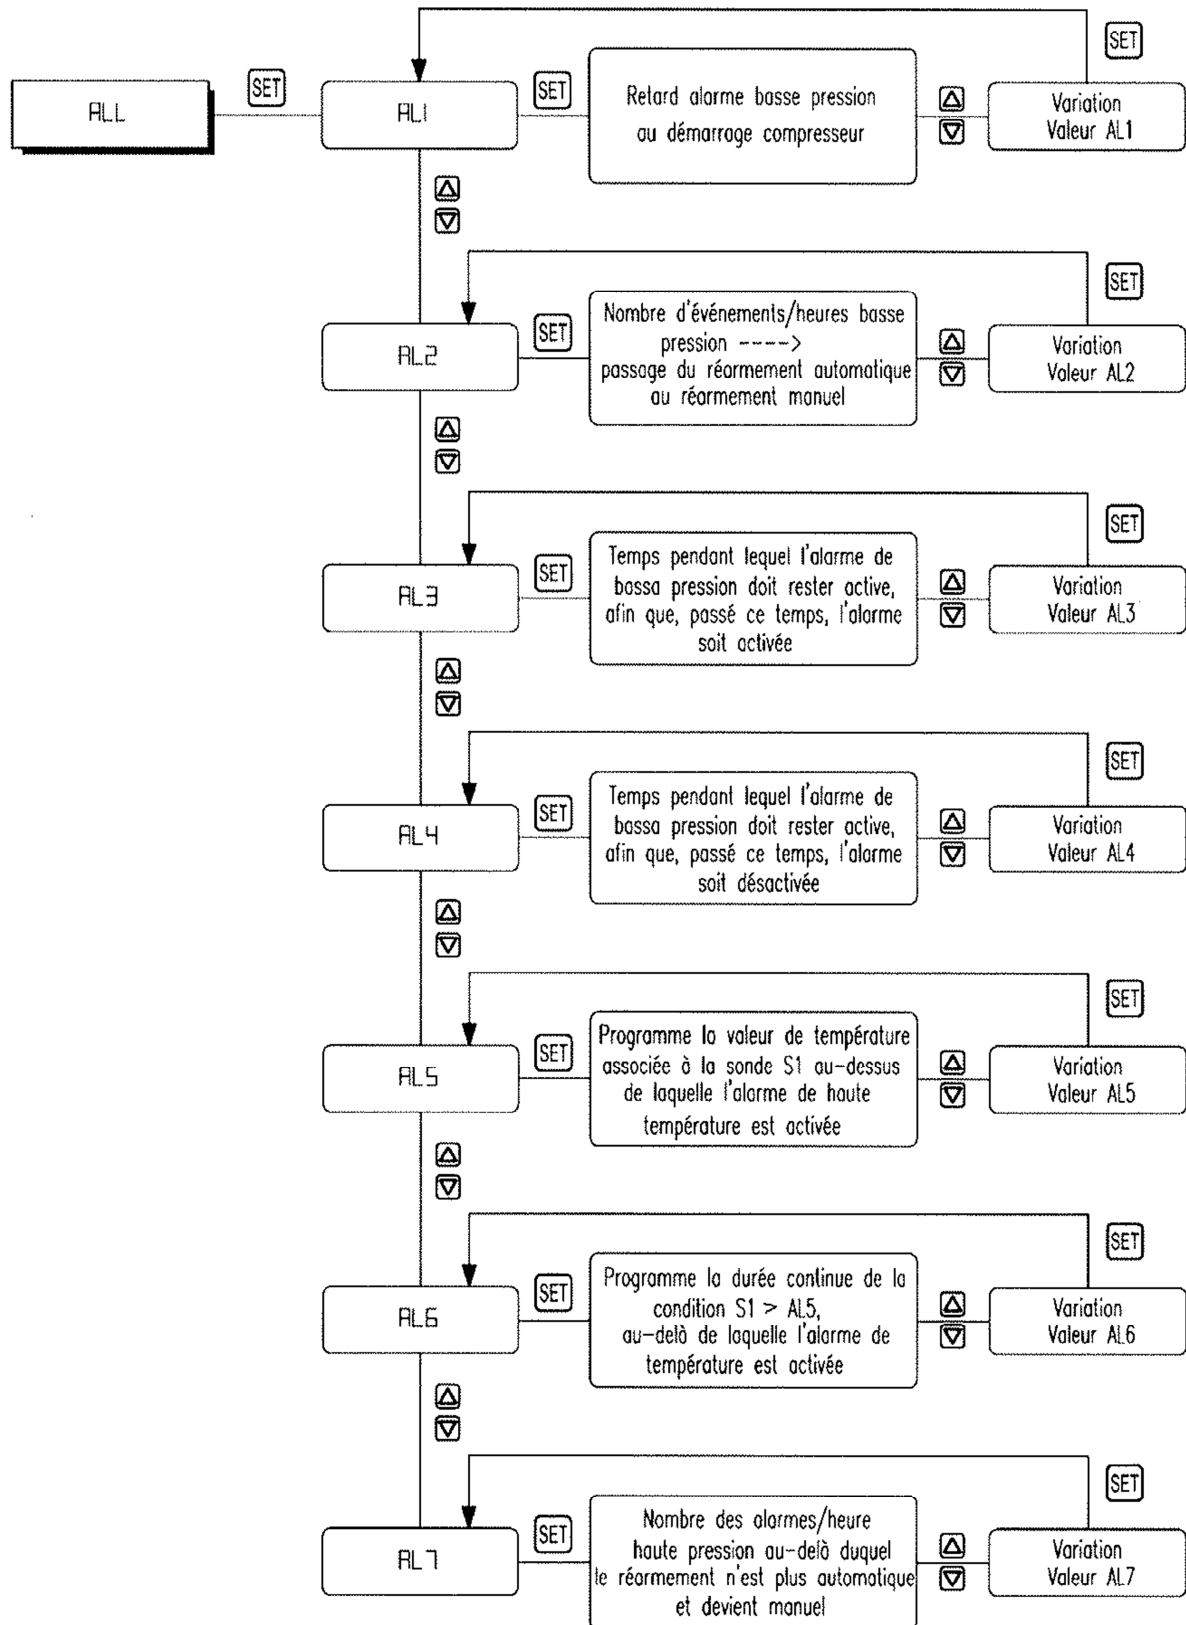 SET
ALL
SET
AL1
SET
Retard alarme basse pression
au démarrage compresseur
Variation
Valeur AL1
SET
AL2
SET
Nombre d'événements/heures basse
pression ---->
passage du réarmement automatique
au réarmement manuel
Variation
Valeur AL2
SET
AL3
SET
Temps pendant lequel l'alarme de
bassa pression doit rester active,
afin que, passé ce temps, l'alarme
soit activée
Variation
Valeur AL3
SET
AL4
SET
Temps pendant lequel l'alarme de
bassa pression doit rester active,
afin que, passé ce temps, l'alarme
soit désactivée
Variation
Valeur AL4
SET
AL5
SET
Programme la valeur de température
associée à la sonde S1 au-dessus
de laquelle l'alarme de haute
température est activée
Variation
Valeur AL5
SET
AL6
SET
Programme la durée continue de la
condition S1 > AL5,
au-delà de laquelle l'alarme de
température est activée
Variation
Valeur AL6
SET
AL7
SET
Nombre des alarmes/heure
haute pression au-delà duquel
le réarmement n'est plus automatique
et devient manuel
Variation
Valeur AL7